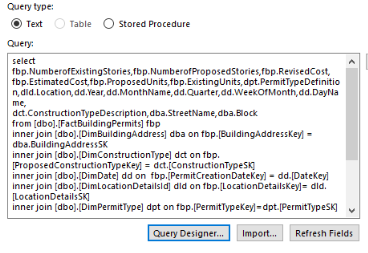 Query type:
Text Table Stored Procedure
Query:
select
fbp.NumberofExistingStories,fbp.NumberofProposedStories,fbp.RevisedCost,
fbp.EstimatedCost,fbp.ProposedUnits,fbp.ExistingUnits,dpt.PermitTypeDefinitio
n,dld.Location,dd.Year,dd.MonthName,dd.Quarter,dd.WeekOfMonth,dd.DayNa
me,
dct.ConstructionTypeDescription,dba.StreetName,dba.Block
from [dbo].[FactBuildingPermits] fbp
inner join [dbo].[DimBuildingAddress] dba on fbp.[BuildingAddressKey] =
dba.BuildingAddressSK
inner join [dbo].[DimConstructionType] dct on fbp.
[ProposedConstructionTypeKey] = dct.[ConstructionTypeSK]
inner join [dbo].[DimDate] dd on fbp.[PermitCreationDateKey] = dd.[DateKey]
inner join [dbo].[DimLocationDetailsId] dld on fbp.[LocationDetailsKey]= dld.
[LocationDetailsSK]
inner join [dbo].[DimPermitType] dpt on fbp.[PermitTypeKey]=dpt.[PermitTypeSK]
Query Designer... Import... Refresh Fields